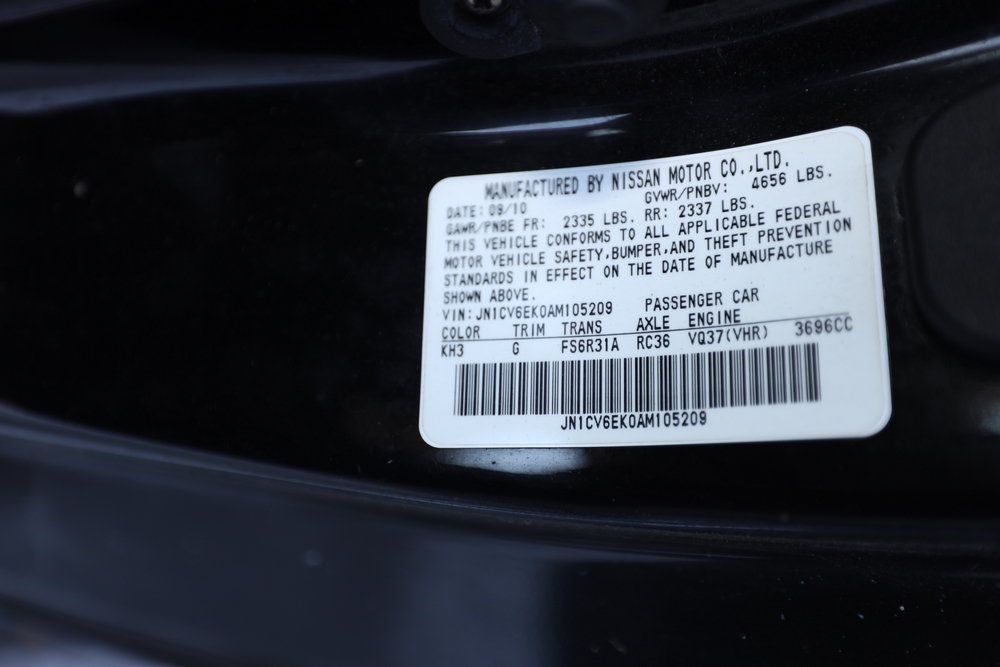 MANUFACTURED BY NISSAN MOTOR CO.,LTD.
DATE: 09/10 GVWR/PNBV: 4656 LBS.
GAWR/PNBE FR: 2335 LBS. RR: 2337 LBS.
THIS VEHICLE CONFORMS TO ALL APPLICABLE FEDERAL
MOTOR VEHICLE SAFETY,BUMPER,AND THEFT PREVENTION
STANDARDS IN EFFECT ON THE DATE OF MANUFACTURE
SHOWN ABOVE.
VIN: JN1CV6EK0AM105209 PASSENGER CAR
COLOR TRIM TRANS AXLE ENGINE
KH3 G FS6R31A RC36 VQ37(VHR) 3696CC
JN1CV6EK0AM105209